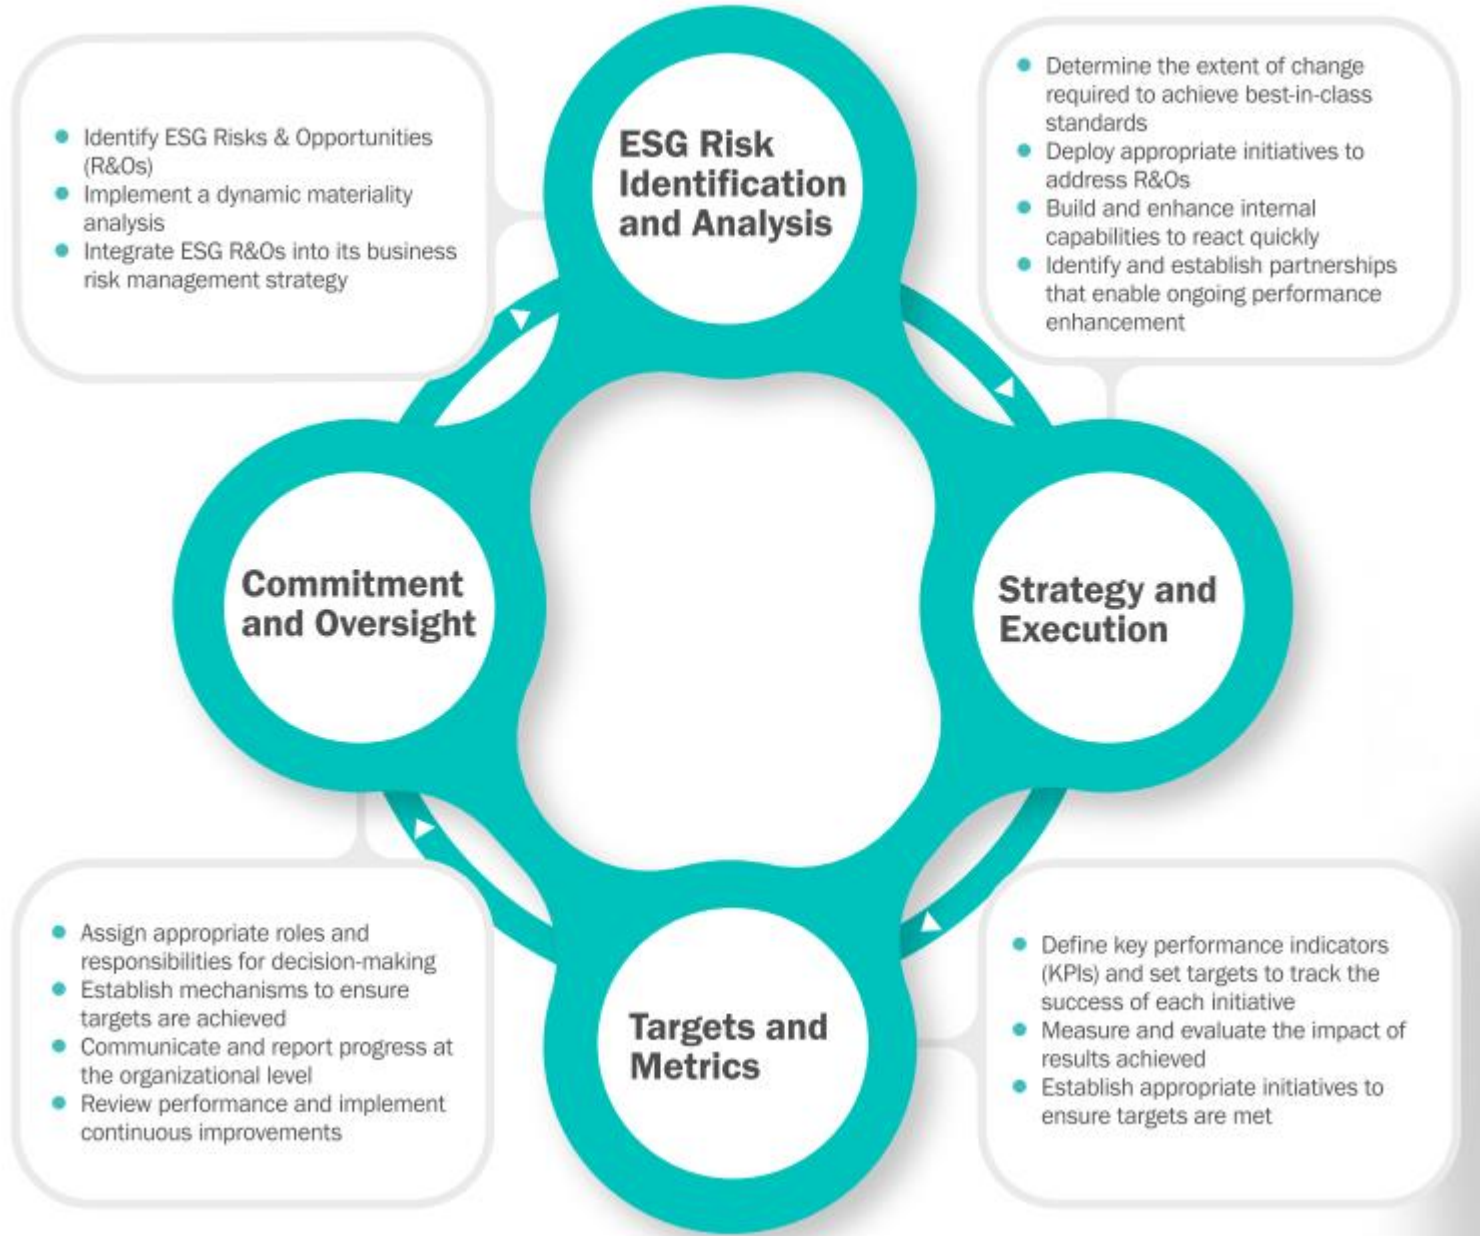 ESG Risk
Identification
and Analysis
● Identify ESG Risks & Opportunities
(R&Os)
● Implement a dynamic materiality
analysis
● Integrate ESG R&Os into its business
risk management strategy
● Determine the extent of change
required to achieve best-in-class
standards
● Deploy appropriate initiatives to
address R&Os
● Build and enhance internal
capabilities to react quickly
● Identify and establish partnerships
that enable ongoing performance
enhancement
Commitment
and Oversight
Strategy and
Execution
● Assign appropriate roles and
responsibilities for decision-making
● Establish mechanisms to ensure
targets are achieved
● Communicate and report progress at
the organizational level
● Review performance and implement
continuous improvements
Targets and
Metrics
● Define key performance indicators
(KPIs) and set targets to track the
success of each initiative
● Measure and evaluate the impact of
results achieved
● Establish appropriate initiatives to
ensure targets are met